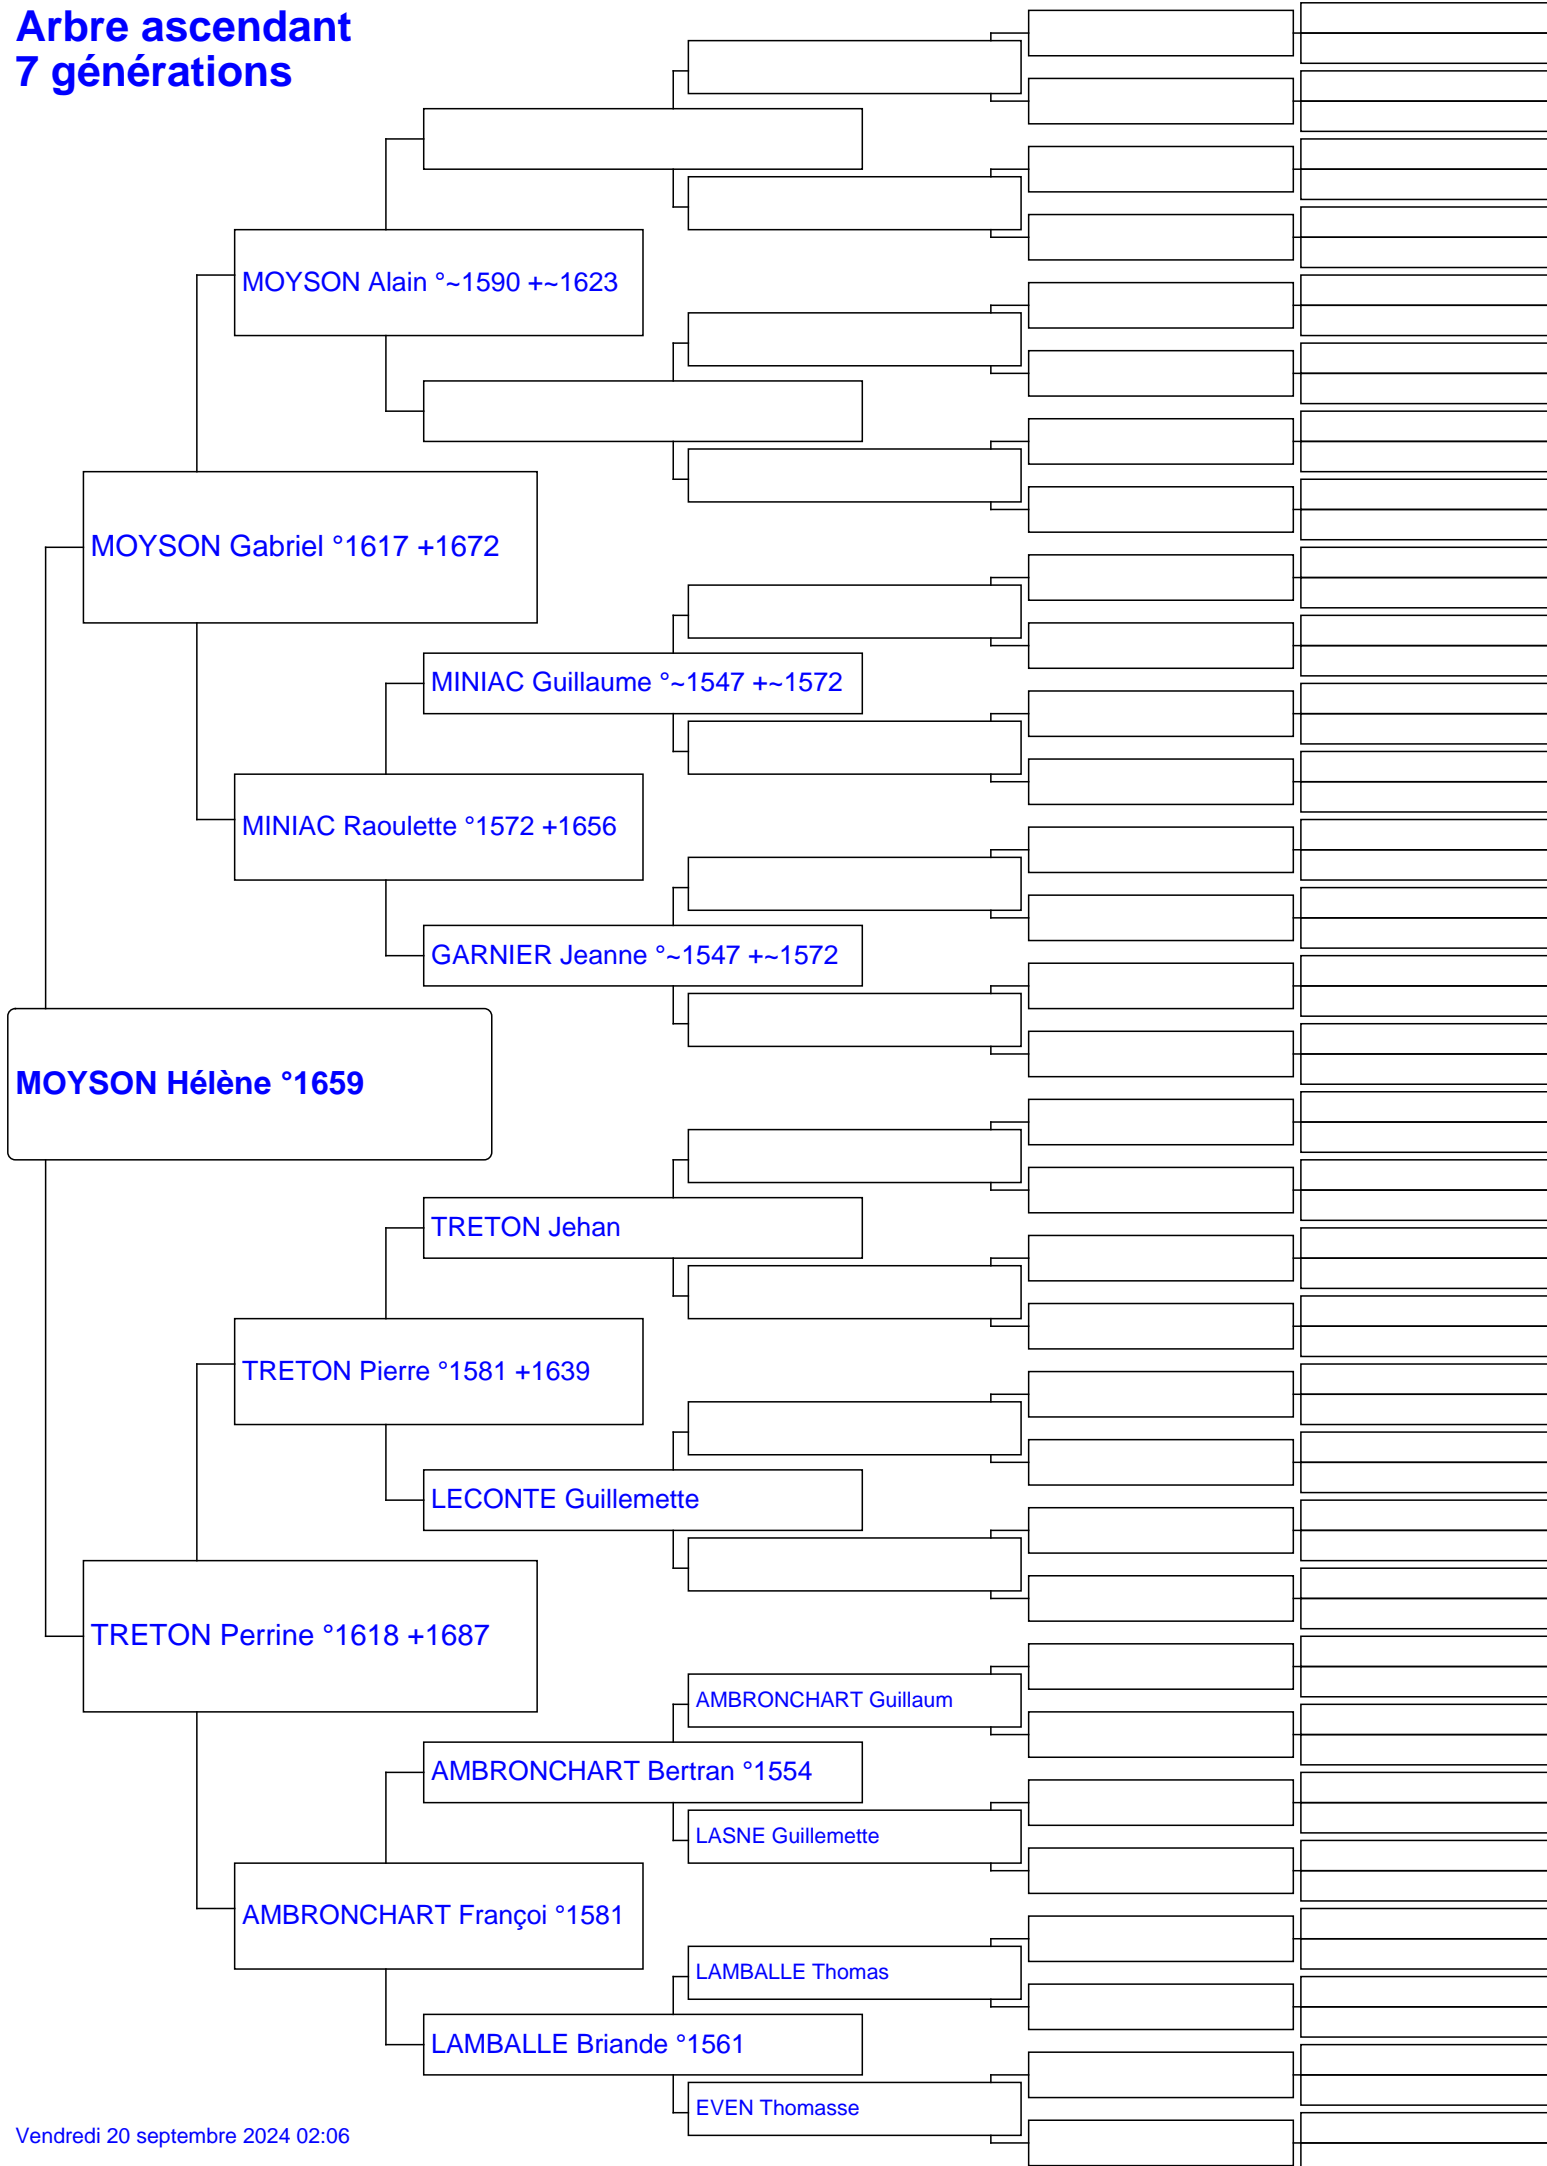 Arbre ascendant
7 générations
MOYSON Alain °~1590 +~1623
MOYSON Gabriel °1617 +1672
MINIAC Guillaume °~1547 +~1572
MINIAC Raoulette °1572 +1656
GARNIER Jeanne °~1547 +~1572
MOYSON Hélène °1659
TRETON Jehan
TRETON Pierre °1581 +1639
LECONTE Guillemette
TRETON Perrine °1618 +1687
AMBRONCHART Guillaum
AMBRONCHART Bertran °1554
LASNE Guillemette
AMBRONCHART Françoi °1581
LAMBALLE Thomas
LAMBALLE Briande °1561
EVEN Thomasse
Vendredi 20 septembre 2024 02:06